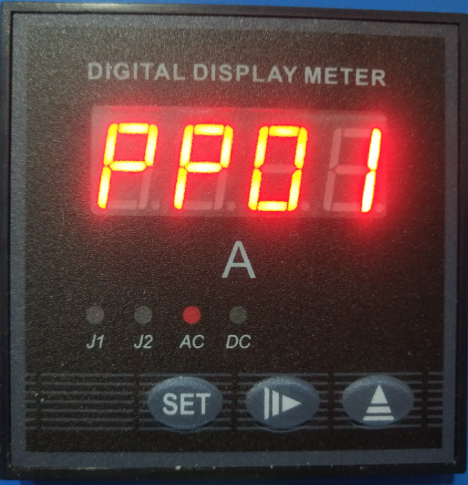 DIGITAL DISPLAY METER
PP01
A
J1 J2 AC DC
SET